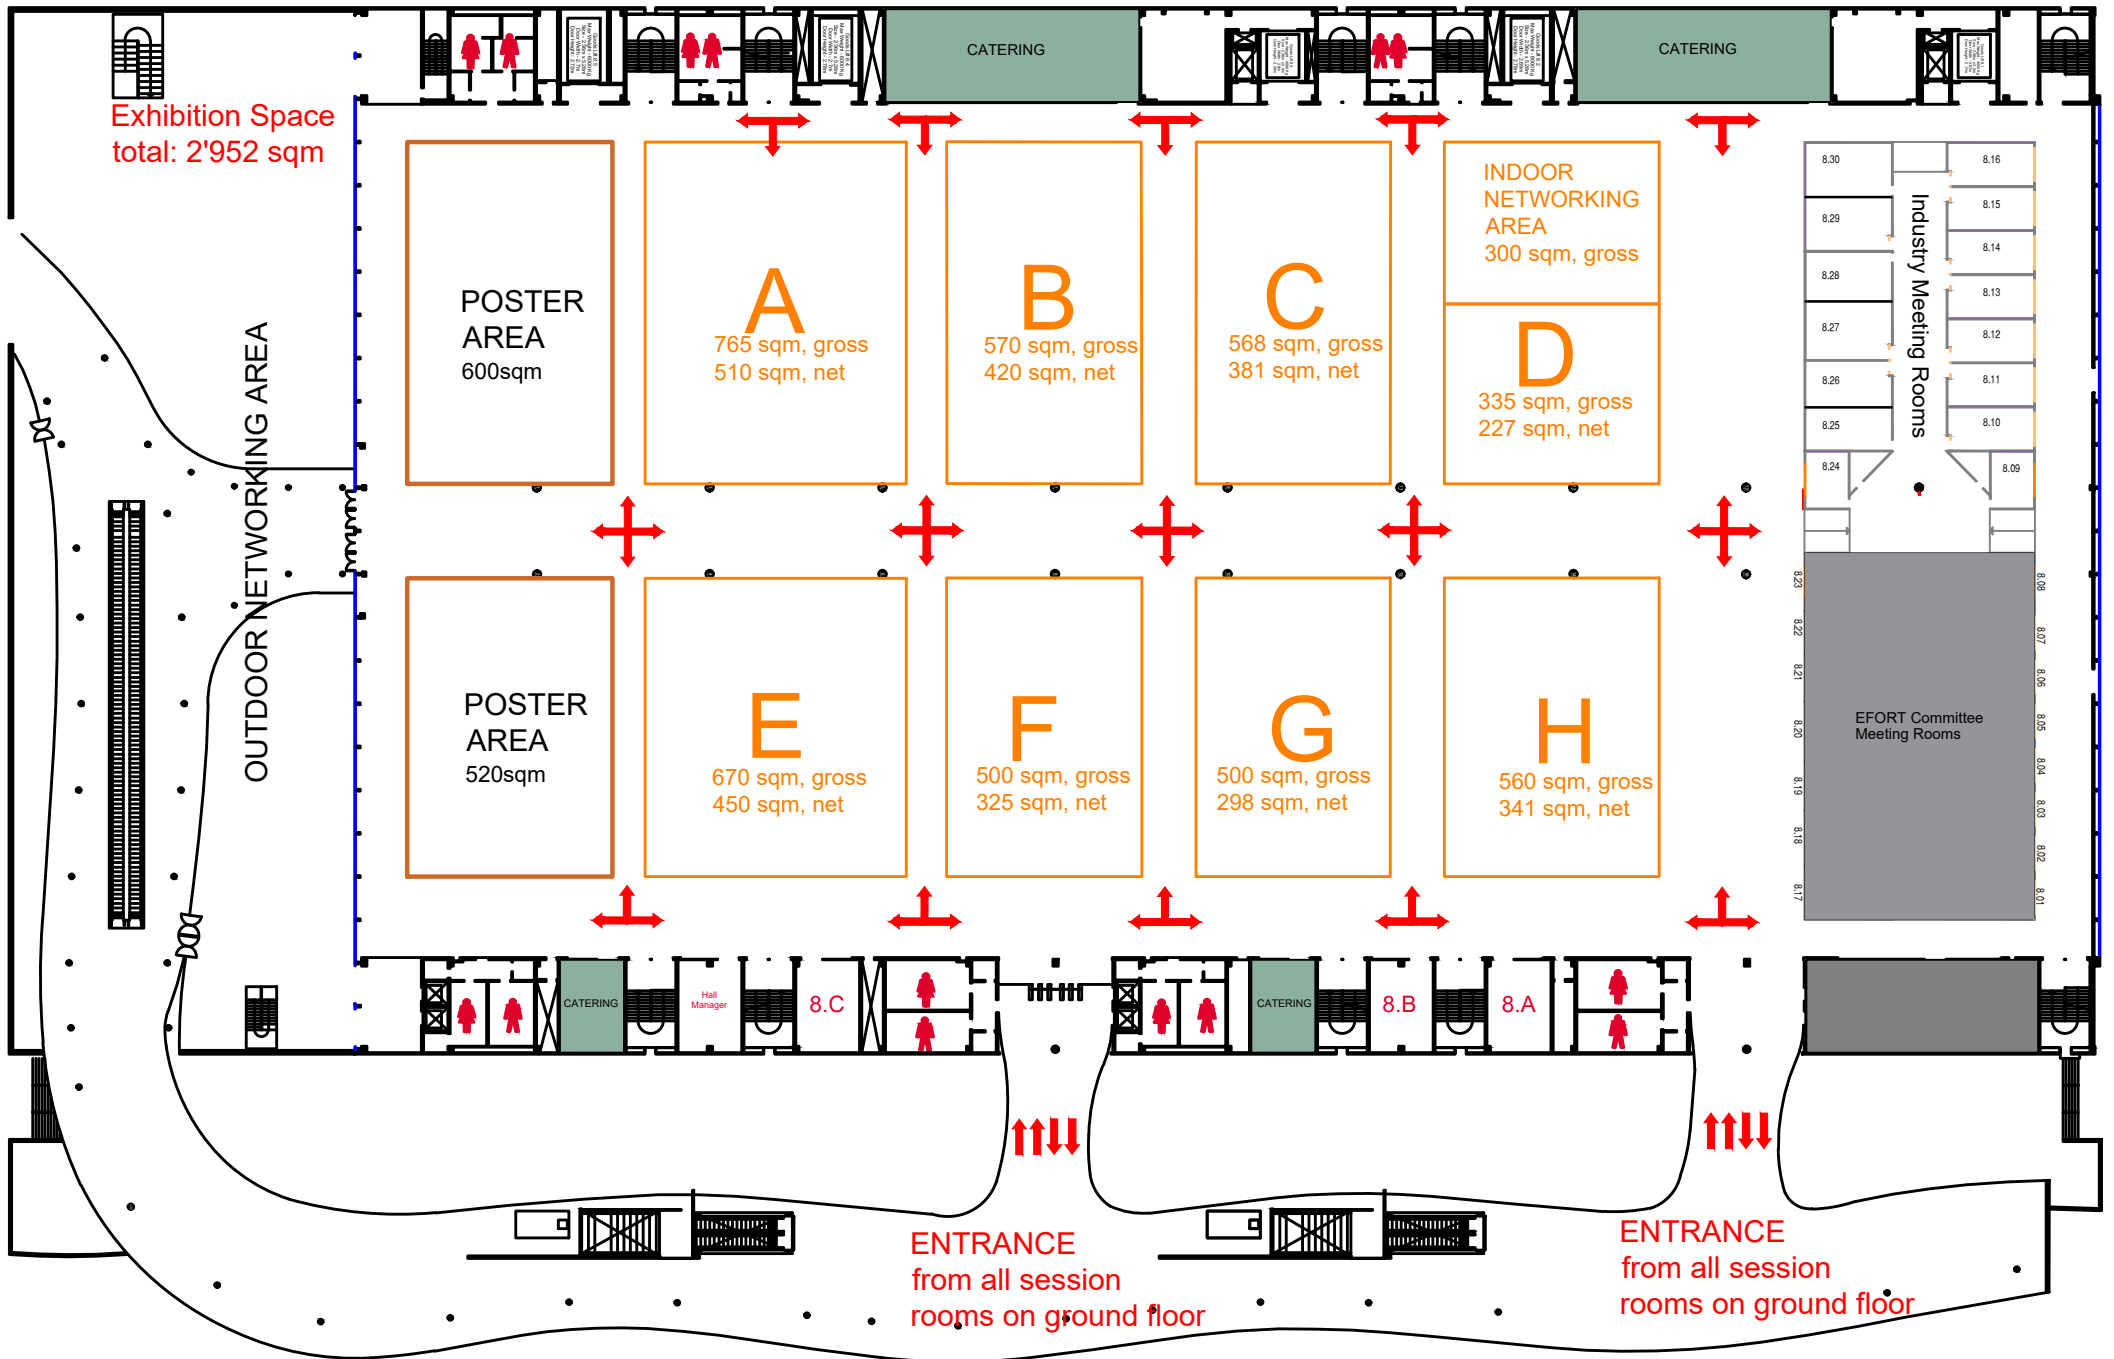 CATERING
CATERING
Exhibition Space
total: 2'952 sqm
OUTDOOR NETWORKING AREA
POSTER
AREA
600sqm
A
765 sqm, gross
510 sqm, net
B
570 sqm, gross
420 sqm, net
C
568 sqm, gross
381 sqm, net
INDOOR
NETWORKING
AREA
300 sqm, gross
D
335 sqm, gross
227 sqm, net
8.30
8.29
8.28
8.27
8.26
8.25
8.24
Industry Meeting Rooms
8.16
8.15
8.14
8.13
8.12
8.11
8.10
8.09
POSTER
AREA
520sqm
E
670 sqm, gross
450 sqm, net
F
500 sqm, gross
325 sqm, net
G
500 sqm, gross
298 sqm, net
H
560 sqm, gross
341 sqm, net
8.23
8.22
8.21
8.20
8.19
8.18
8.17
EFORT Committee
Meeting Rooms
8.08
8.07
8.06
8.05
8.04
8.03
8.02
8.01
CATERING
Hall
Manager
8.C
CATERING
8.B
8.A
ENTRANCE
from all session
rooms on ground floor
ENTRANCE
from all session
rooms on ground floor